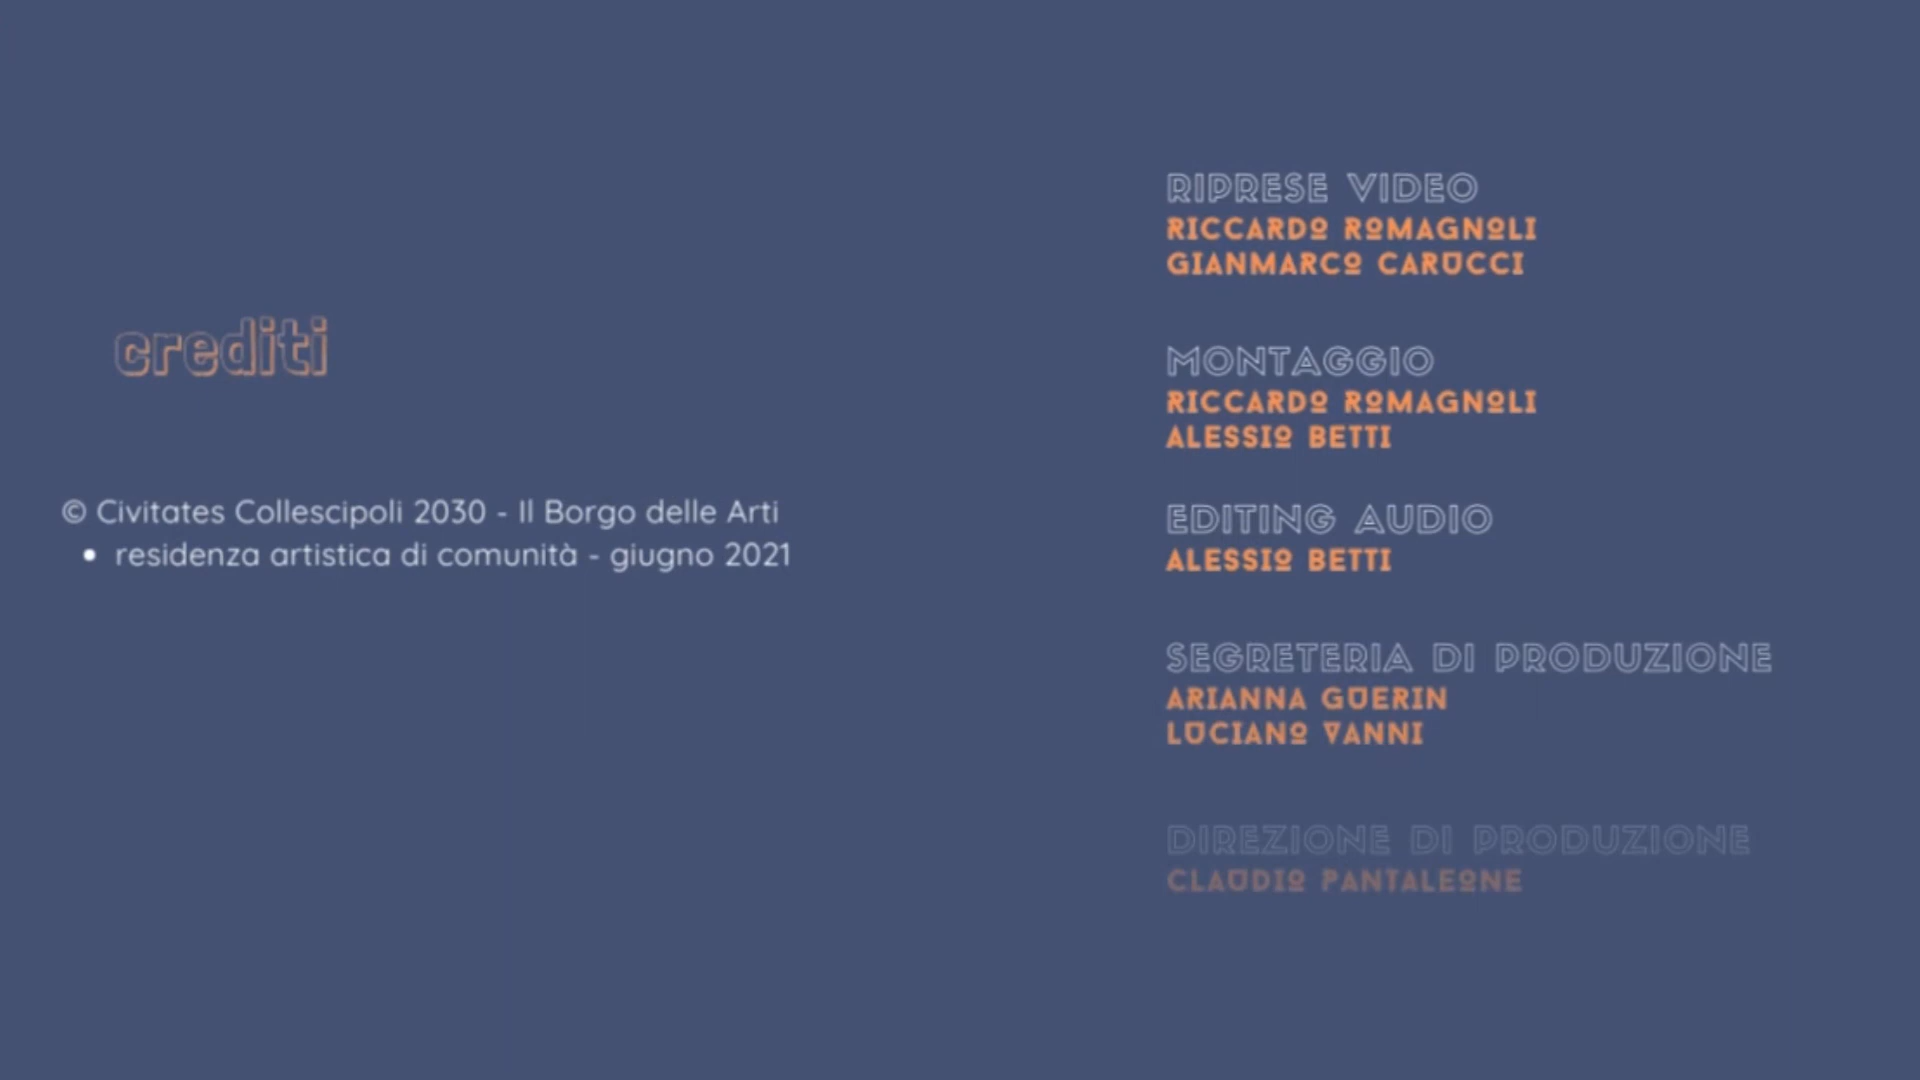 crediti
© Civitates Collescipoli 2030 - Il Borgo delle Arti
• residenza artistica di comunità - giugno 2021
RIPRESE VIDEO
RICCARDO ROMAGNOLI
GIANMARCO CARUCCI
MONTAGGIO
RICCARDO ROMAGNOLI
ALESSIO BETTI
EDITING AUDIO
ALESSIO BETTI
SEGRETERIA DI PRODUZIONE
ARIANNA GUERIN
LUCIANO VANNI
DIREZIONE DI PRODUZIONE
CLAUDIO PANTALEONE